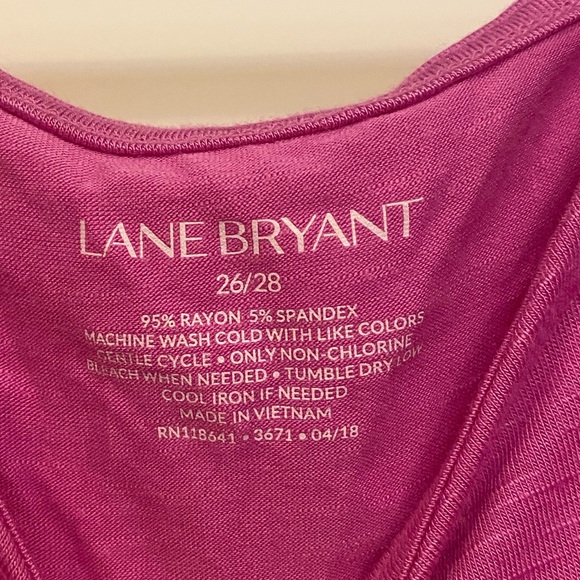 LANE BRYANT
26/28
95% RAYON 5% SPANDEX
MACHINE WASH COLD WITH LIKE COLORS
GENTLE CYCLE • ONLY NON-CHLORINE
BLEACH WHEN NEEDED • TUMBLE DRY LOW
COOL IRON IF NEEDED
MADE IN VIETNAM
RN118641 • 3671 • 04/18